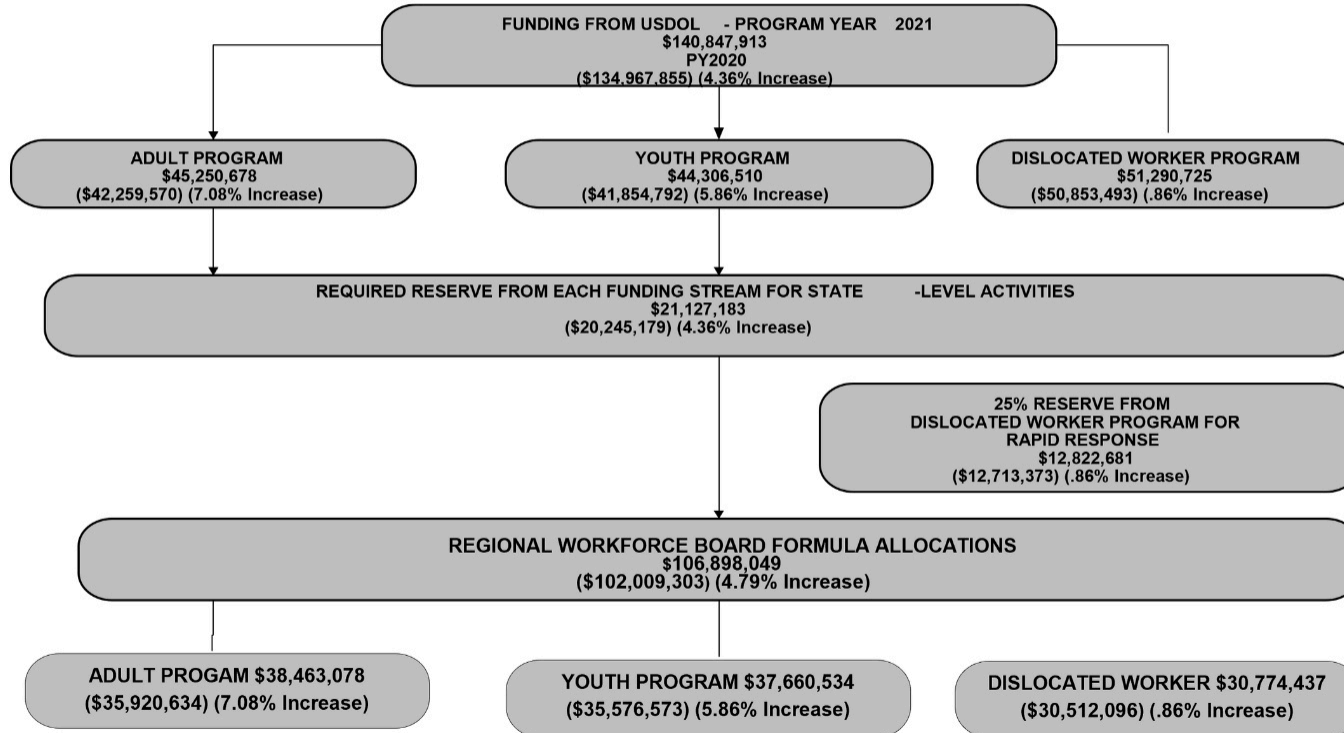 FUNDING FROM USDOL - PROGRAM YEAR 2021
$140,847,913
PY2020
($134,967,855) (4.36% Increase)
ADULT PROGRAM
$45,250,678
($42,259,570) (7.08% Increase)
YOUTH PROGRAM
$44,306,510
($41,854,792) (5.86% Increase)
DISLOCATED WORKER PROGRAM
$51,290,725
($50,853,493) (.86% Increase)
REQUIRED RESERVE FROM EACH FUNDING STREAM FOR STATE -LEVEL ACTIVITIES
$21,127,183
($20,245,179) (4.36% Increase)
25% RESERVE FROM
DISLOCATED WORKER PROGRAM FOR
RAPID RESPONSE
$12,822,681
($12,713,373) (.86% Increase)
REGIONAL WORKFORCE BOARD FORMULA ALLOCATIONS
$106,898,049
($102,009,303) (4.79% Increase)
ADULT PROGAM $38,463,078
($35,920,634) (7.08% Increase)
YOUTH PROGRAM $37,660,534
($35,576,573) (5.86% Increase)
DISLOCATED WORKER $30,774,437
($30,512,096) (.86% Increase)